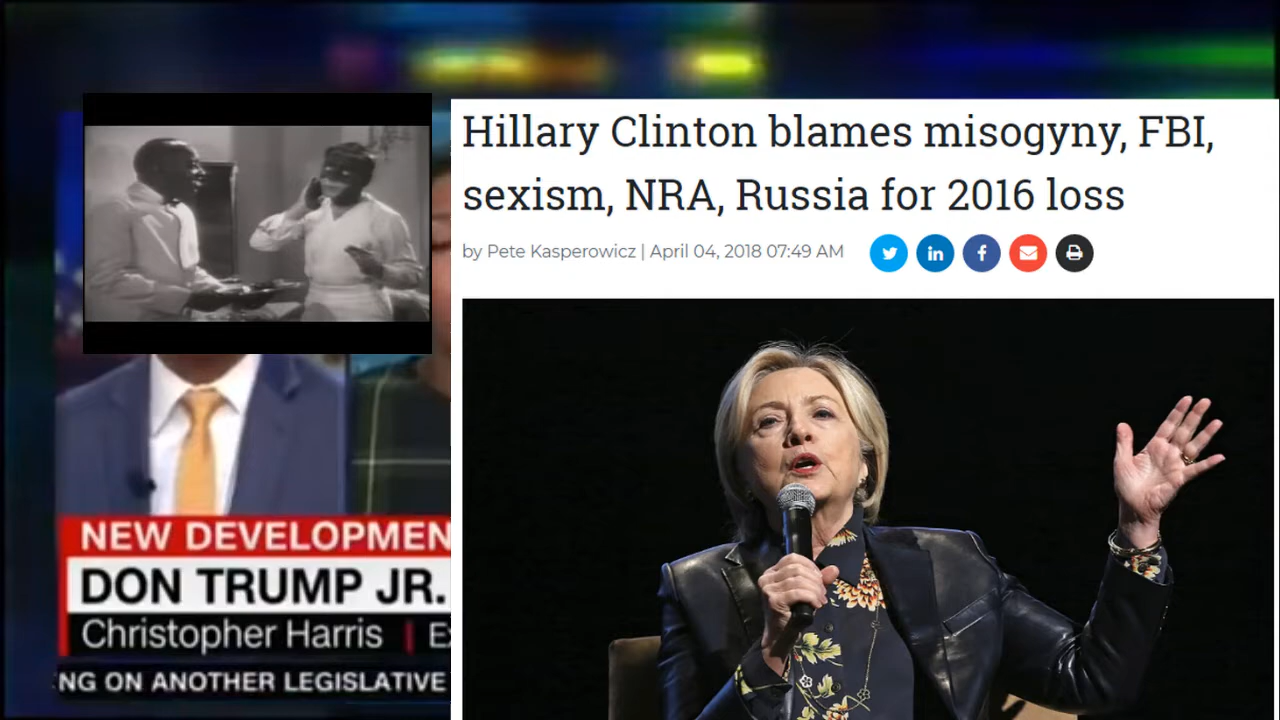 Hillary Clinton blames misogyny, FBI,
sexism, NRA, Russia for 2016 loss
by Pete Kasperowicz | April 04, 2018 07:49 AM
NEW DEVELOPMEN
DON TRUMP JR.
Christopher Harris | E
NG ON ANOTHER LEGISLATIVE